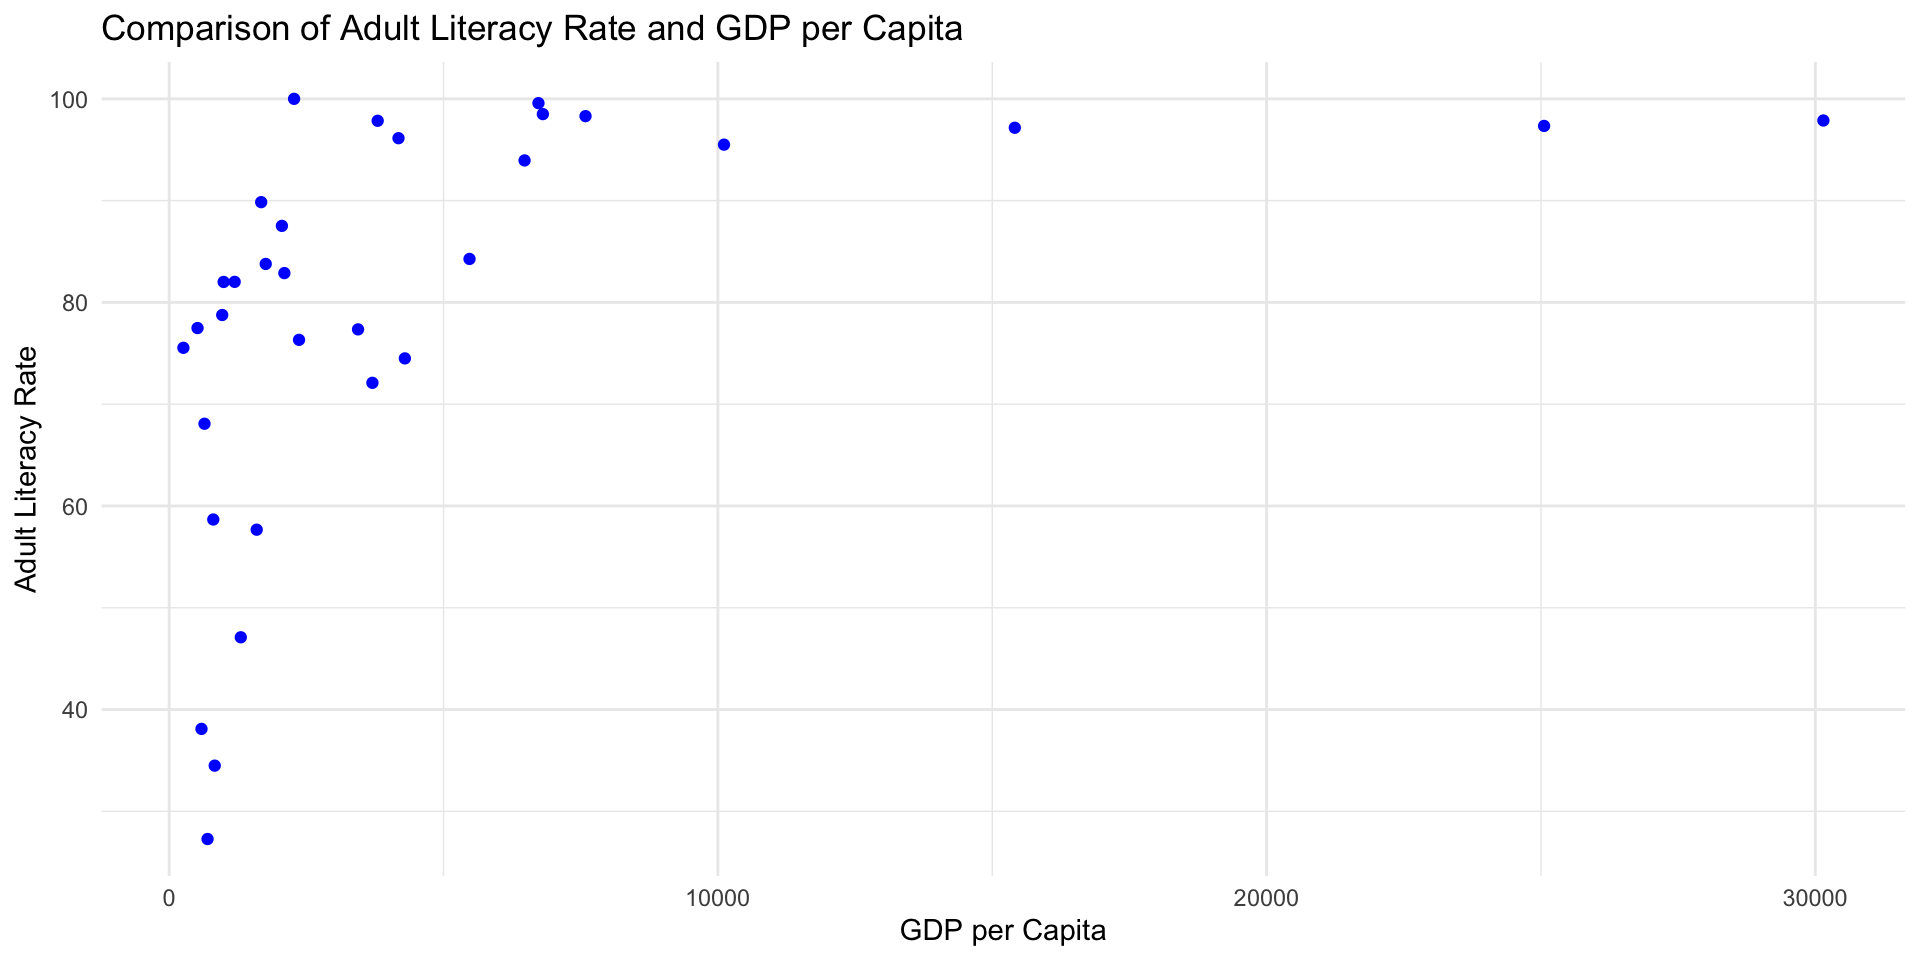 Comparison of Adult Literacy Rate and GDP per Capita
100
80
60
40
Adult Literacy Rate
0 10000 20000 30000
GDP per Capita